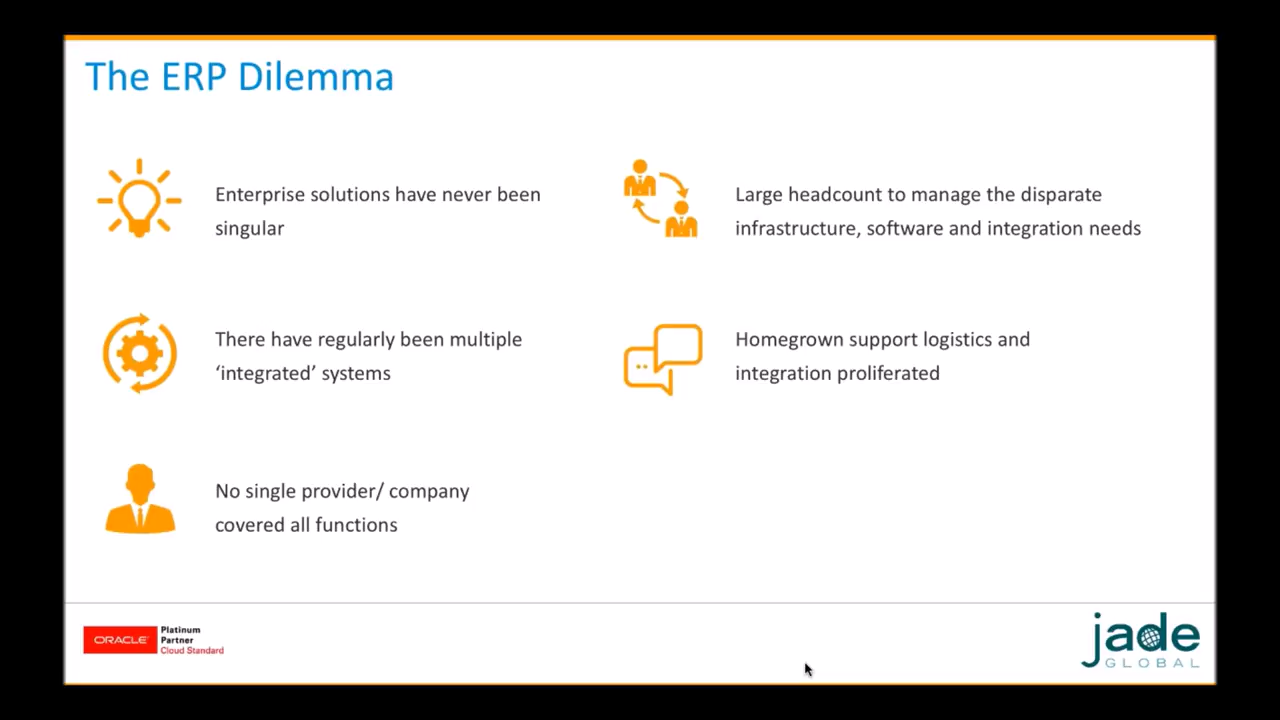 The ERP Dilemma
Enterprise solutions have never been
singular
There have regularly been multiple
‘integrated’ systems
No single provider/ company
covered all functions
Large headcount to manage the disparate
infrastructure, software and integration needs
Homegrown support logistics and
integration proliferated
ORACLE
Platinum
Partner
Cloud Standard
jade
GLOBAL